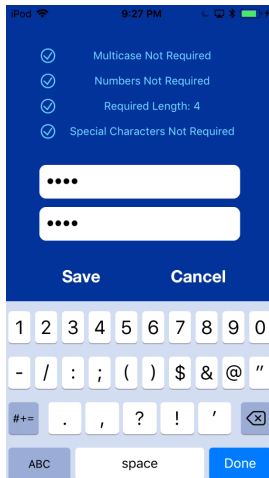 iPod 9:27 PM
Multicase Not Required
Numbers Not Required
Required Length: 4
Special Characters Not Required
••••
••••
Save Cancel
1 2 3 4 5 6 7 8 9 0
- / : ; ( ) $ & @ "
#+= . , ? ! '
ABC space Done